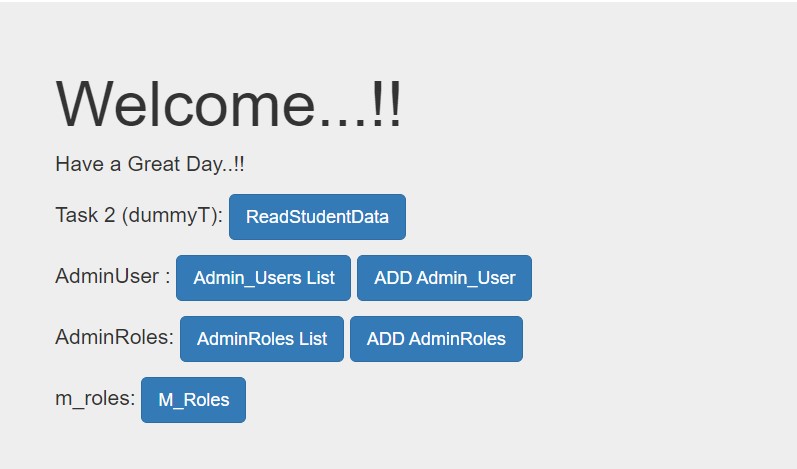 Welcome...!!
Have a Great Day..!!
Task 2 (dummyT): ReadStudentData
AdminUser : Admin_Users List ADD Admin_User
AdminRoles: AdminRoles List ADD AdminRoles
m_roles: M_Roles